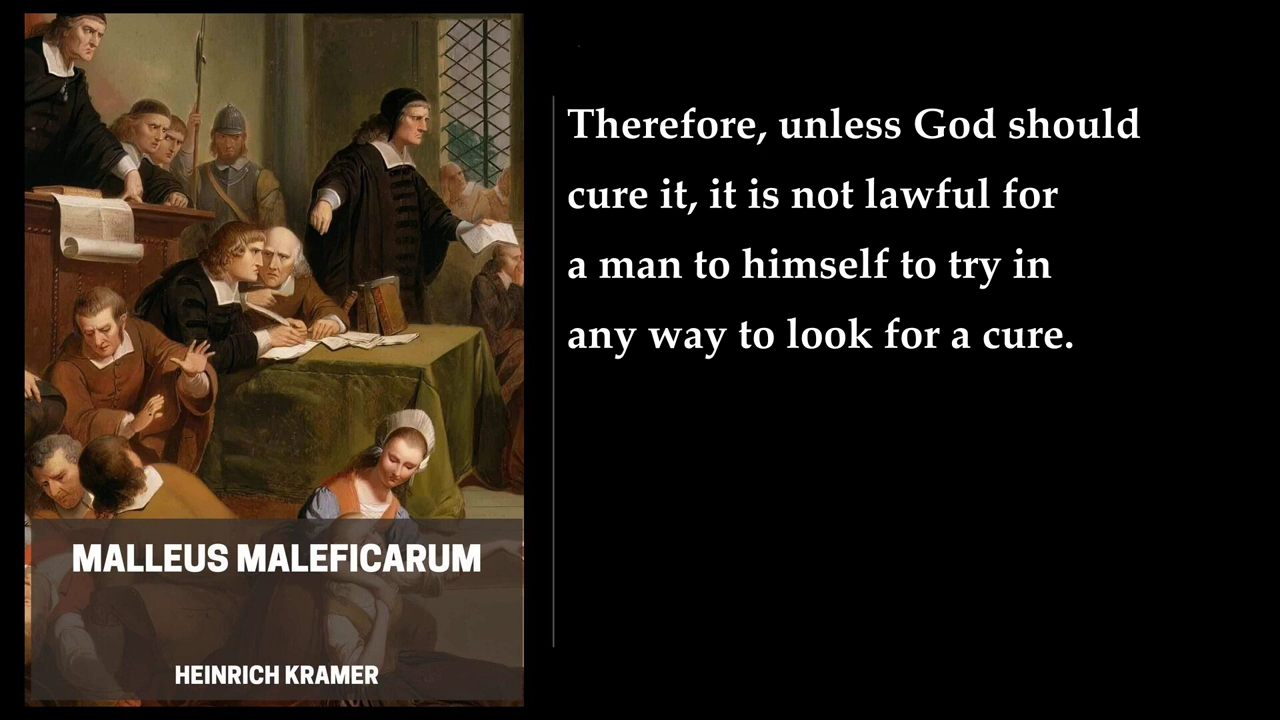 MALLEUS MALEFICARUM
HEINRICH KRAMER
Therefore, unless God should
cure it, it is not lawful for
a man to himself to try in
any way to look for a cure.